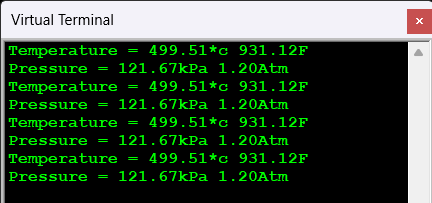 Virtual Terminal
Temperature = 499.51*c 931.12F
Pressure = 121.67kPa 1.20Atm
Temperature = 499.51*c 931.12F
Pressure = 121.67kPa 1.20Atm
Temperature = 499.51*c 931.12F
Pressure = 121.67kPa 1.20Atm
Temperature = 499.51*c 931.12F
Pressure = 121.67kPa 1.20Atm